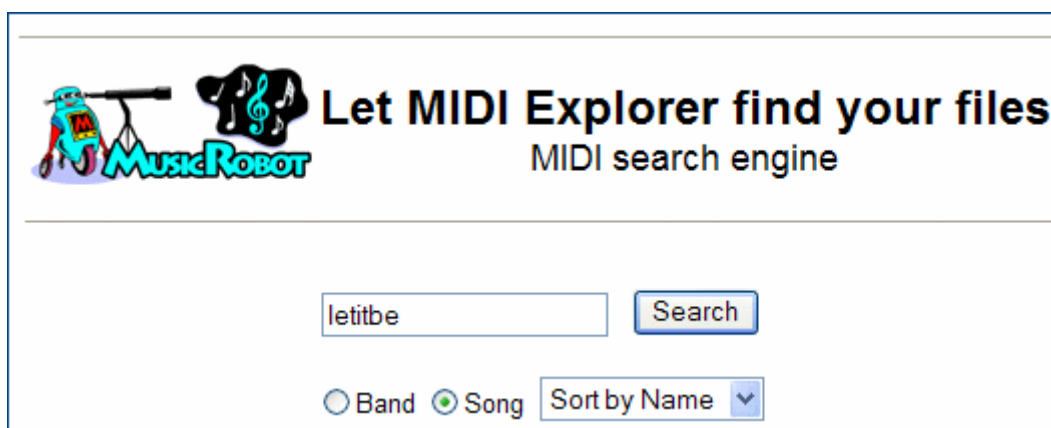 Let MIDI Explorer find your files
MIDI search engine
M
MusicRobot
letitbe
Search
Band
Song
Sort by Name